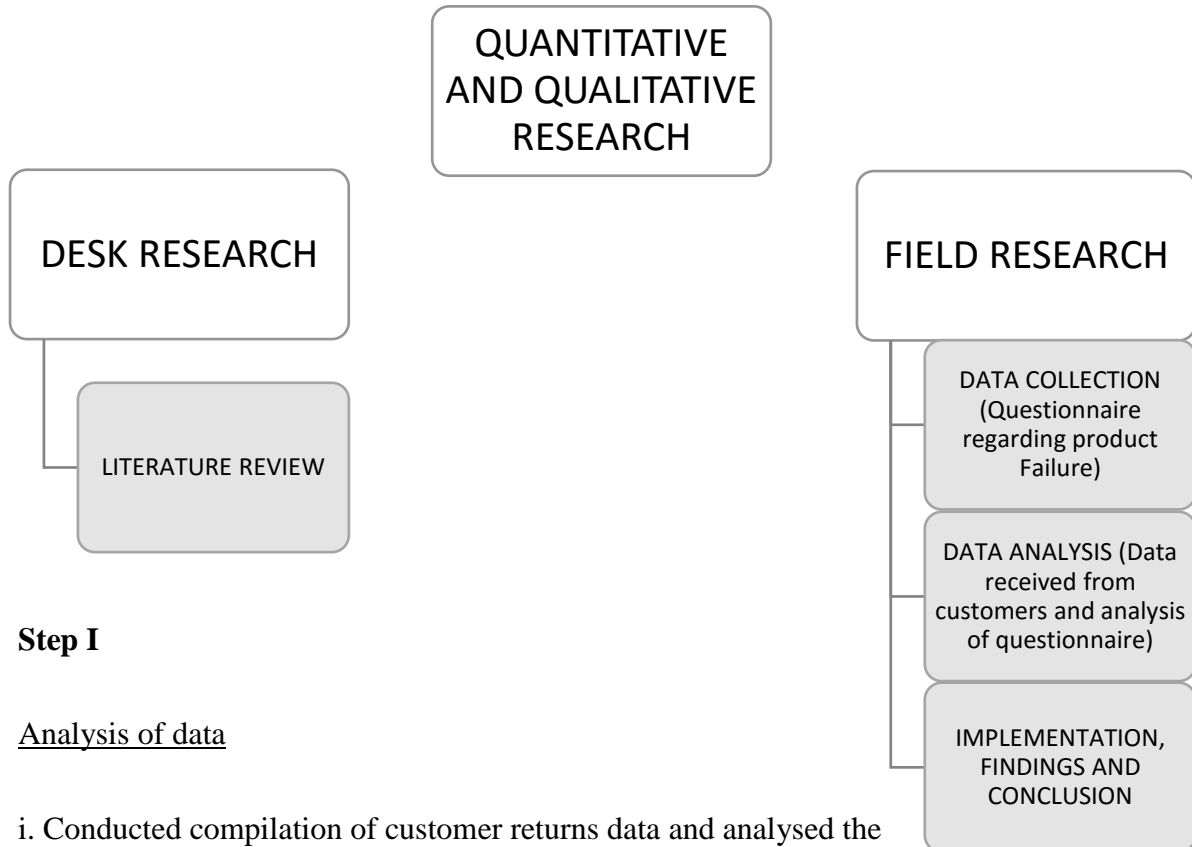 QUANTITATIVE
AND QUALITATIVE
RESEARCH
DESK RESEARCH
LITERATURE REVIEW
FIELD RESEARCH
DATA COLLECTION
(Questionnaire
regarding product
Failure)
DATA ANALYSIS (Data
received from
customers and analysis
of questionnaire)
IMPLEMENTATION,
FINDINGS AND
CONCLUSION
Step I
Analysis of data
i. Conducted compilation of customer returns data and analysed the